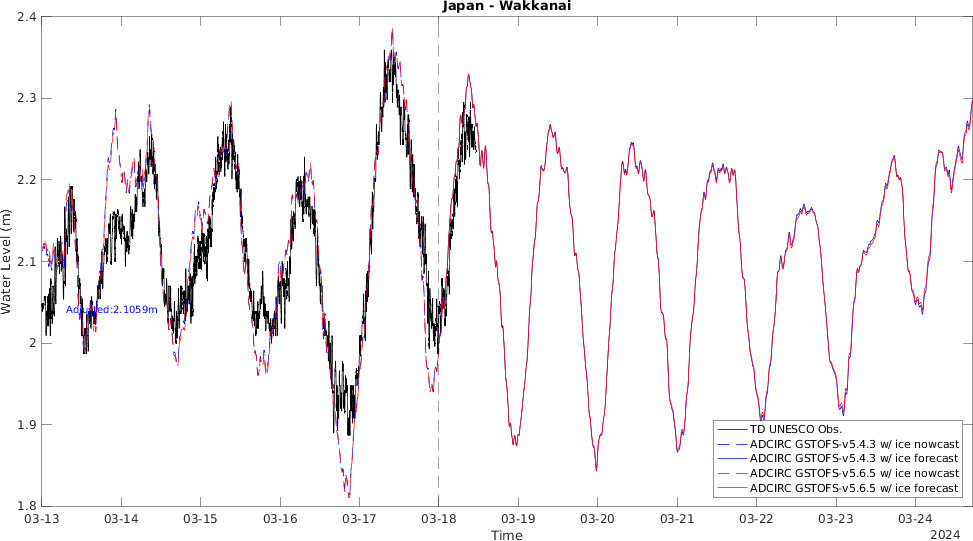 Japan - Wakkanai
2.4
2.3
2.2
2.1
2
1.9
1.8
Water Level (m)
Adjusted:2.1059m
TD UNESCO Obs.
ADCIRC GSTOFS-v5.4.3 w/ ice nowcast
ADCIRC GSTOFS-v5.4.3 w/ ice forecast
ADCIRC GSTOFS-v5.6.5 w/ ice nowcast
ADCIRC GSTOFS-v5.6.5 w/ ice forecast
03-13 03-14 03-15 03-16 03-17 03-18 03-19 03-20 03-21 03-22 03-23 03-24
Time
2024